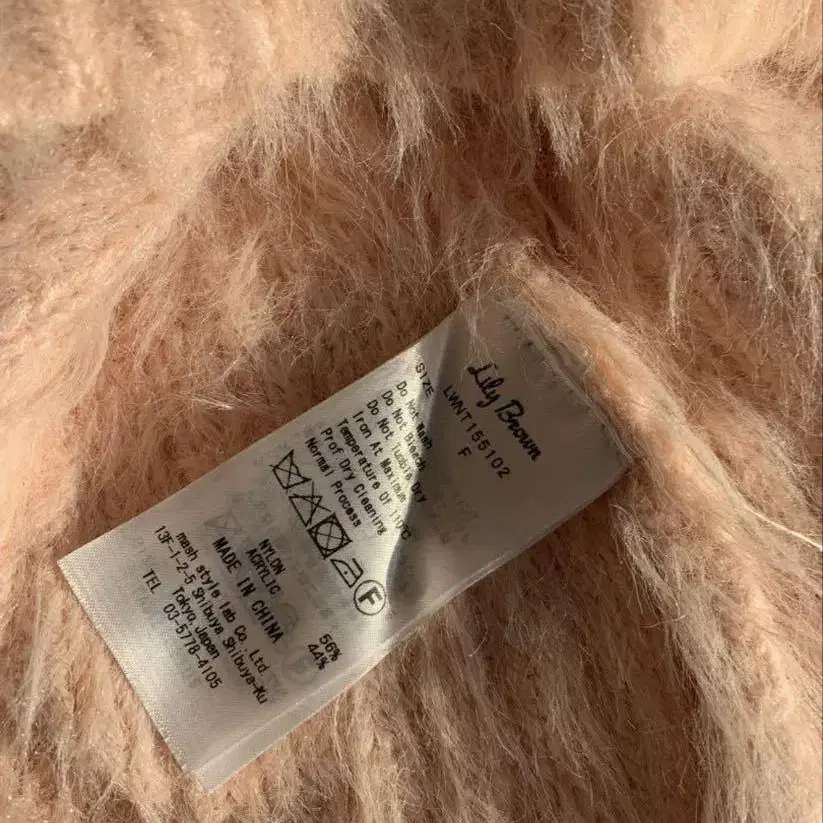 Lily Brown
LWNT155102
SIZE F
Do Not Wash
Do Not Bleach
Do Not Tumble Dry
Iron At Maximum
Temperature Of 110℃
Prof Dry Cleaning
Normal Process
F
NYLON 56%
ACRYLIC 44%
MADE IN CHINA
mash style lab Co.,Ltd
13F-1-2-5 Shibuya Shibuya-Ku
Tokyo,Japan
TEL 03-5778-4105